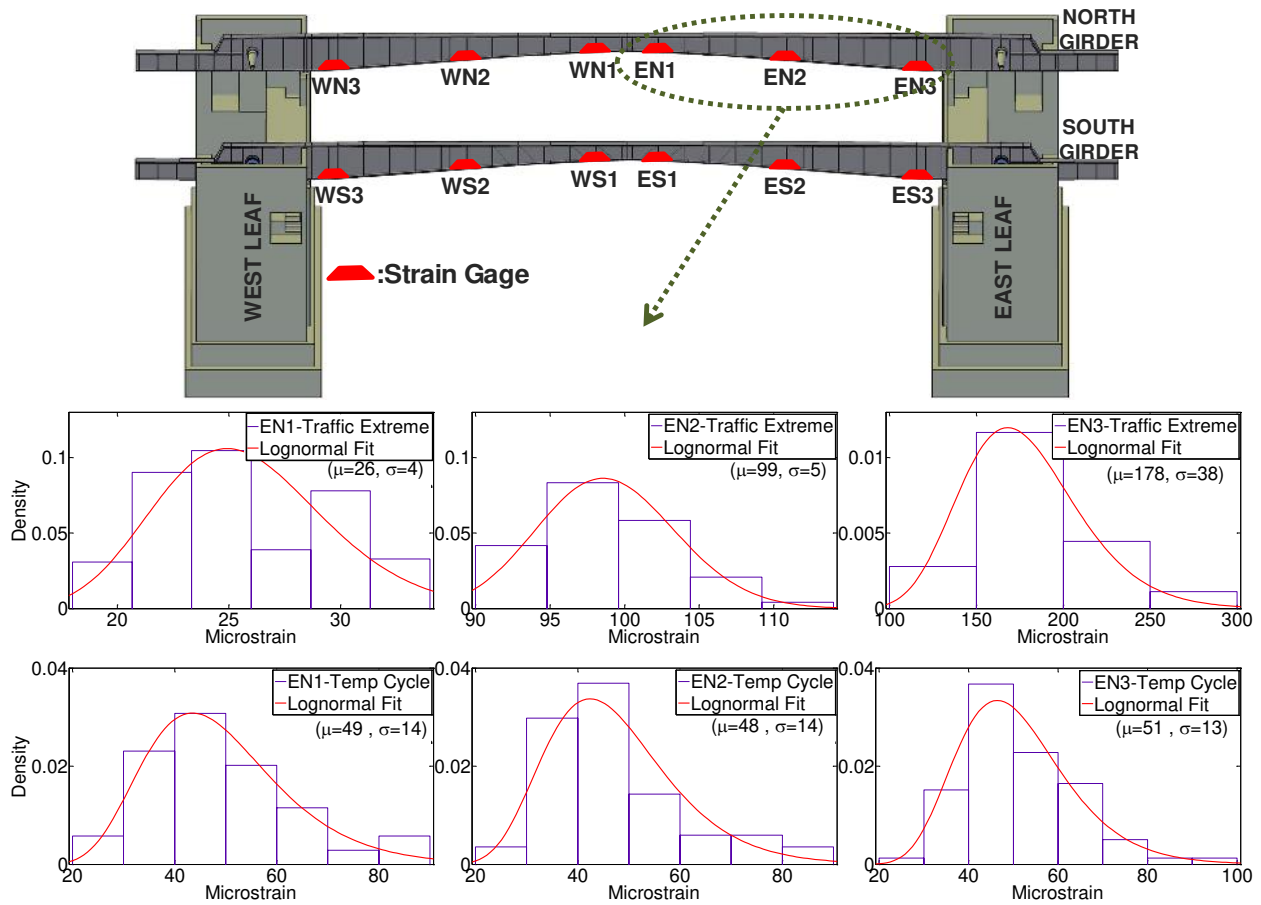 NORTH
GIRDER
WN3
WN2
WN1
EN1
EN2
EN3
SOUTH
GIRDER
WS3
WS2
WS1
ES1
ES2
ES3
WEST LEAF
EAST LEAF
:Strain Gage
EN1-Traffic Extreme
Lognormal Fit
(μ=26, σ=4)
0.1
0.05
0
Density
20
25
30
Microstrain
EN2-Traffic Extreme
Lognormal Fit
(μ=99, σ=5)
0.1
0.05
0
90
95
100
105
110
Microstrain
EN3-Traffic Extreme
Lognormal Fit
(μ=178, σ=38)
0.01
0.005
0
100
150
200
250
300
Microstrain
EN1-Temp Cycle
Lognormal Fit
(μ=49 , σ=14)
0.04
0.02
0
Density
20
40
60
80
Microstrain
EN2-Temp Cycle
Lognormal Fit
(μ=48 , σ=14)
0.04
0.02
0
20
40
60
80
Microstrain
EN3-Temp Cycle
Lognormal Fit
(μ=51 , σ=13)
0.04
0.02
0
20
40
60
80
100
Microstrain